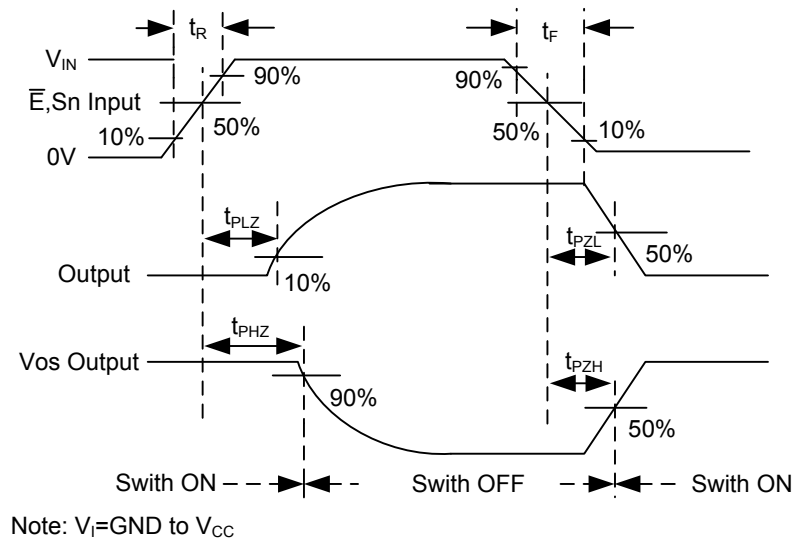 tR
tF
VIN
90%
90%
E̅,Sn Input
50%
50%
10%
10%
0V
tPLZ
tPZL
50%
Output
10%
tPHZ
Vos Output
tPZH
90%
50%
Swith ON
Swith OFF
Swith ON
Note: VI=GND to VCC